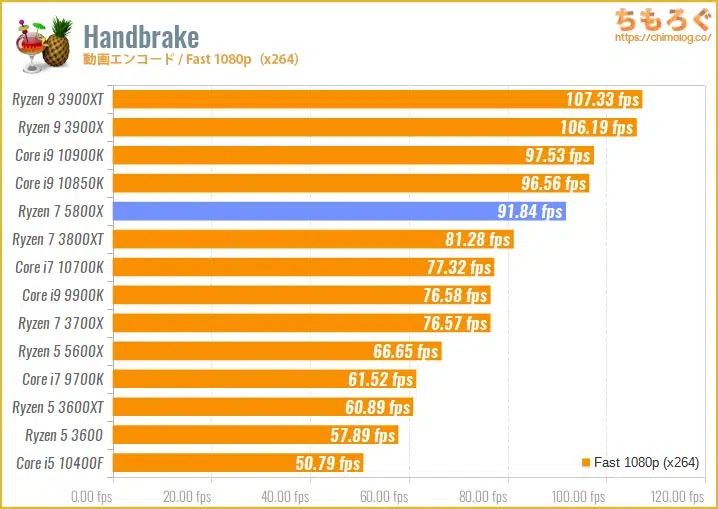 Handbrake
動画エンコード / Fast 1080p（x264）
ちもろぐ
https://chimolog.co/
Ryzen 9 3900XT 107.33 fps
Ryzen 9 3900X 106.19 fps
Core i9 10900K 97.53 fps
Core i9 10850K 96.56 fps
Ryzen 7 5800X 91.84 fps
Ryzen 7 3800XT 81.28 fps
Core i7 10700K 77.32 fps
Core i9 9900K 76.58 fps
Ryzen 7 3700X 76.57 fps
Ryzen 5 5600X 66.65 fps
Core i7 9700K 61.52 fps
Ryzen 5 3600XT 60.89 fps
Ryzen 5 3600 57.89 fps
Core i5 10400F 50.79 fps
Fast 1080p (x264)
0.00 fps 20.00 fps 40.00 fps 60.00 fps 80.00 fps 100.00 fps 120.00 fps